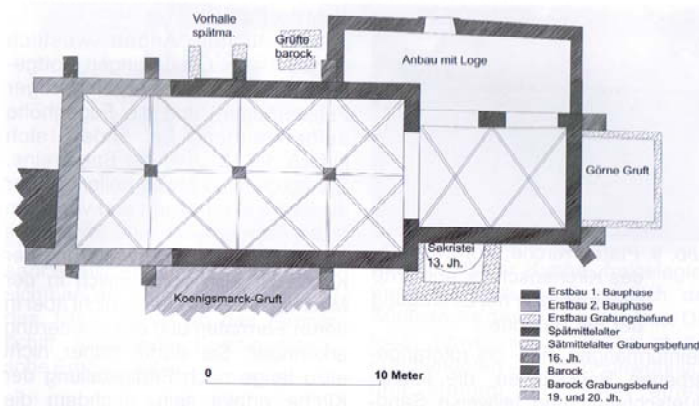 Vorhalle
spätma.
Grüfte
barock.
Anbau mit Loge
Görne Gruft
Sakristei
13. Jh.
Koenigsmarck-Gruft
0 10 Meter
Erstbau 1. Bauphase
Erstbau 2. Bauphase
Erstbau Grabungsbefund
Spätmittelalter
Sätmittelalter Grabungsbefund
16. Jh.
Barock
Barock Grabungsbefund
19. und 20. Jh.